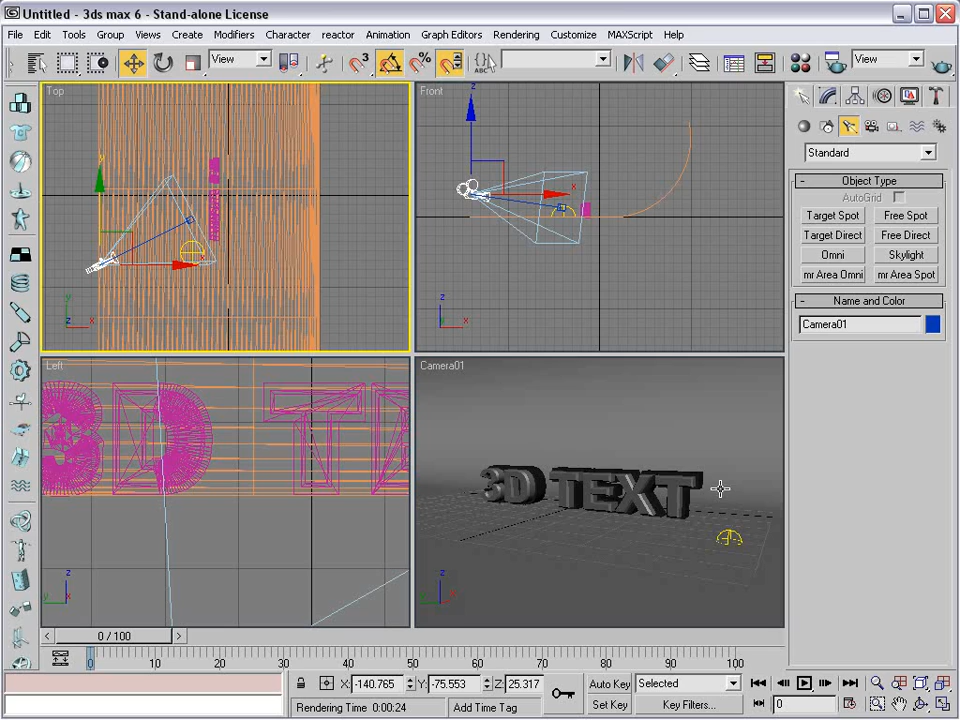 Untitled - 3ds max 6 - Stand-alone License
File Edit Tools Group Views Create Modifiers Character reactor Animation Graph Editors Rendering Customize MAXScript Help
View
3
%
{} ABC
View
Top
y
x
y
z x
Front
z
x
z
y x
Standard
Object Type
AutoGrid
Target Spot Free Spot
Target Direct Free Direct
Omni Skylight
mr Area Omni mr Area Spot
Name and Color
Camera01
Left
3D TE
z
y x
Camera01
3D TEXT
z
y x
< 0 / 100 >
0 10 20 30 40 50 60 70 80 90 100
X: -140.765 Y: -75.553 Z: 25.317
Auto Key Selected
Rendering Time 0:00:24 Add Time Tag
Set Key Key Filters...
0